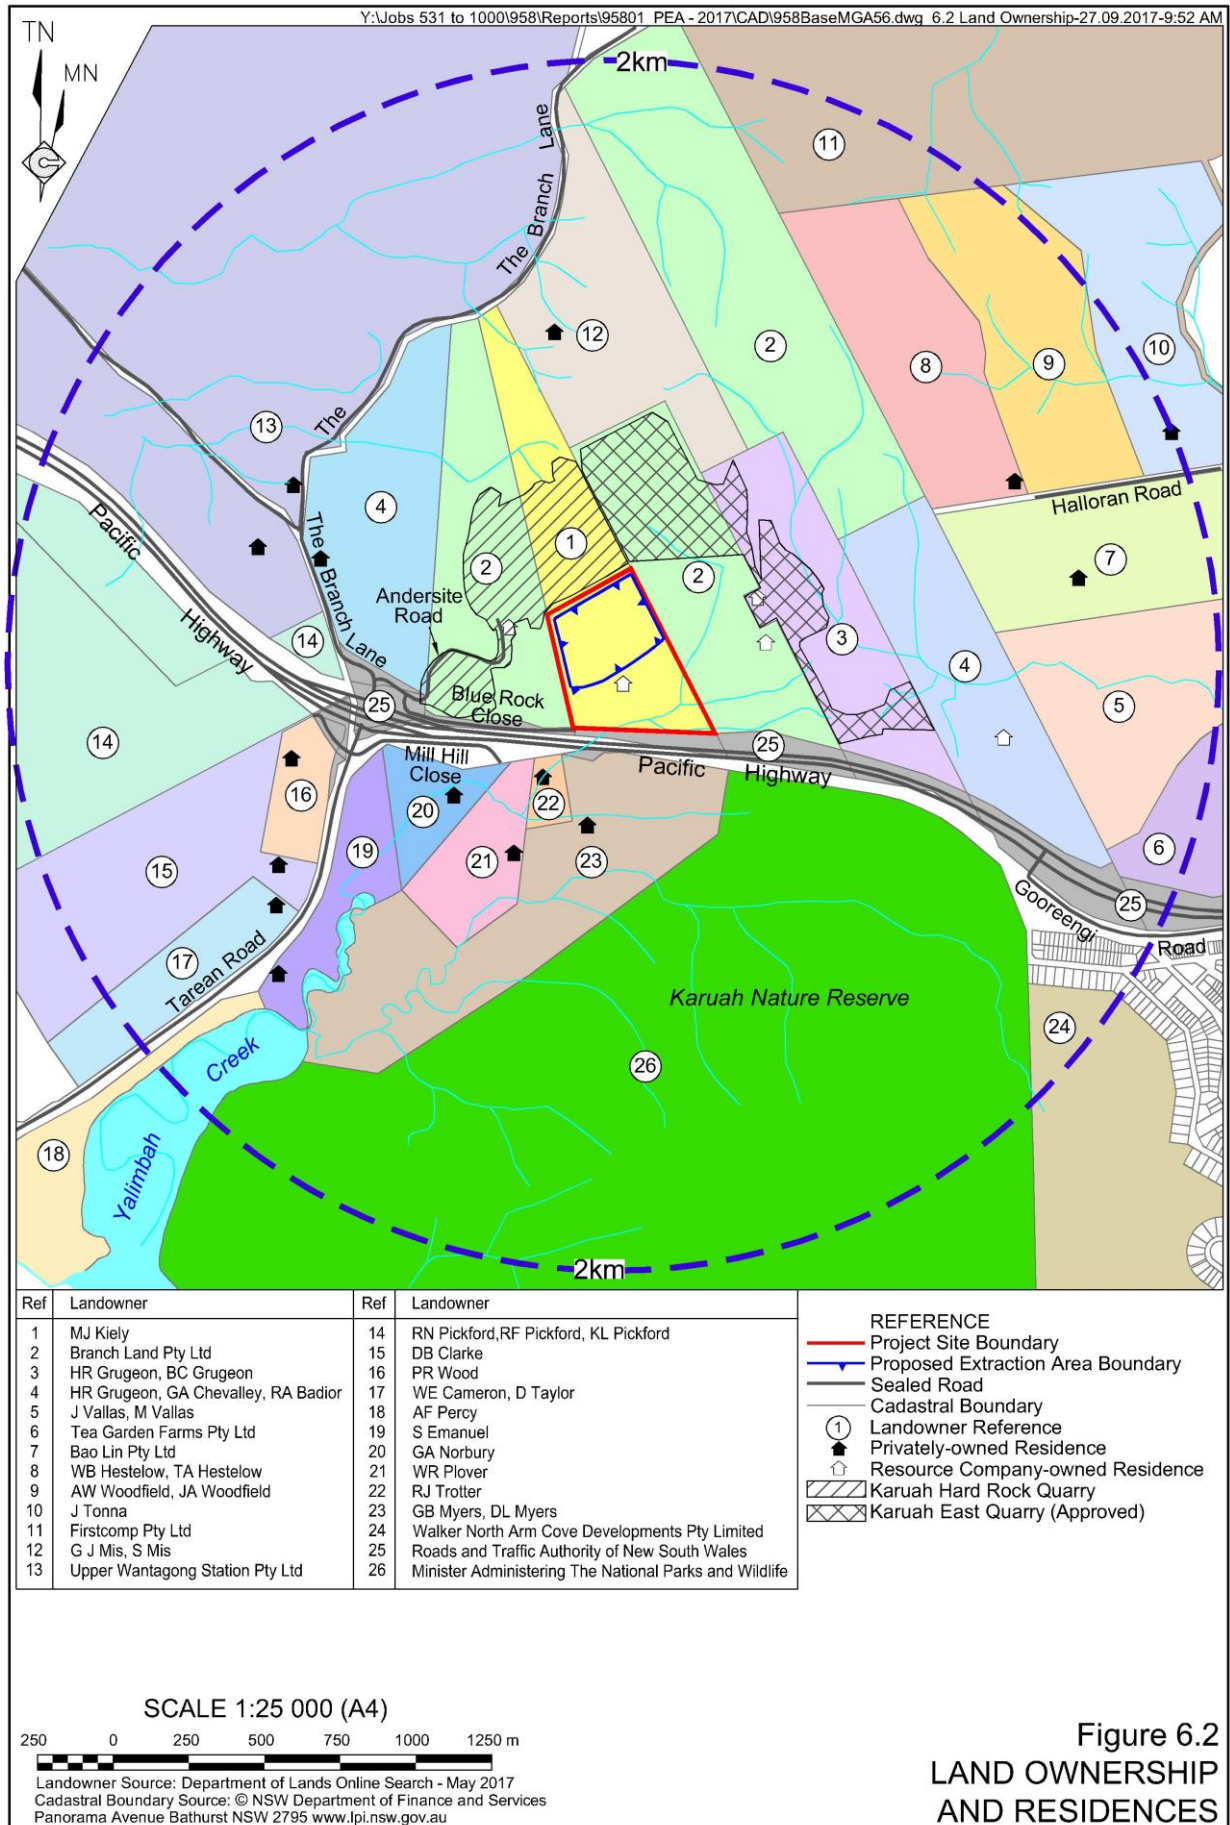 Y:\Jobs 531 to 1000\958\Reports\95801_PEA - 2017\CAD\958BaseMGA56.dwg_6.2 Land Ownership-27.09.2017-9:52 AM
TN
MN
2km
11
The Branch Lane
12
2
8
9
10
13
The
4
Halloran Road
Pacific
The Branch Lane
1
2
2
7
Andersite
Road
Highway
14
3
4
5
Blue Rock
Close
25
14
Mill Hill
Close
25
Pacific Highway
16
20
22
6
19
21
23
15
25
Gooreengi
Road
17
Tarean Road
Karuah Nature Reserve
24
Creek
26
18
Yalimbah
2km
Ref Landowner
1 MJ Kiely
2 Branch Land Pty Ltd
3 HR Grugeon, BC Grugeon
4 HR Grugeon, GA Chevalley, RA Badior
5 J Vallas, M Vallas
6 Tea Garden Farms Pty Ltd
7 Bao Lin Pty Ltd
8 WB Hestelow, TA Hestelow
9 AW Woodfield, JA Woodfield
10 J Tonna
11 Firstcomp Pty Ltd
12 G J Mis, S Mis
13 Upper Wantagong Station Pty Ltd
Ref Landowner
14 RN Pickford,RF Pickford, KL Pickford
15 DB Clarke
16 PR Wood
17 WE Cameron, D Taylor
18 AF Percy
19 S Emanuel
20 GA Norbury
21 WR Plover
22 RJ Trotter
23 GB Myers, DL Myers
24 Walker North Arm Cove Developments Pty Limited
25 Roads and Traffic Authority of New South Wales
26 Minister Administering The National Parks and Wildlife
REFERENCE
Project Site Boundary
Proposed Extraction Area Boundary
Sealed Road
Cadastral Boundary
1 Landowner Reference
Privately-owned Residence
Resource Company-owned Residence
Karuah Hard Rock Quarry
Karuah East Quarry (Approved)
SCALE 1:25 000 (A4)
250 0 250 500 750 1000 1250 m
Landowner Source: Department of Lands Online Search - May 2017
Cadastral Boundary Source: © NSW Department of Finance and Services
Panorama Avenue Bathurst NSW 2795 www.lpi.nsw.gov.au
Figure 6.2
LAND OWNERSHIP
AND RESIDENCES